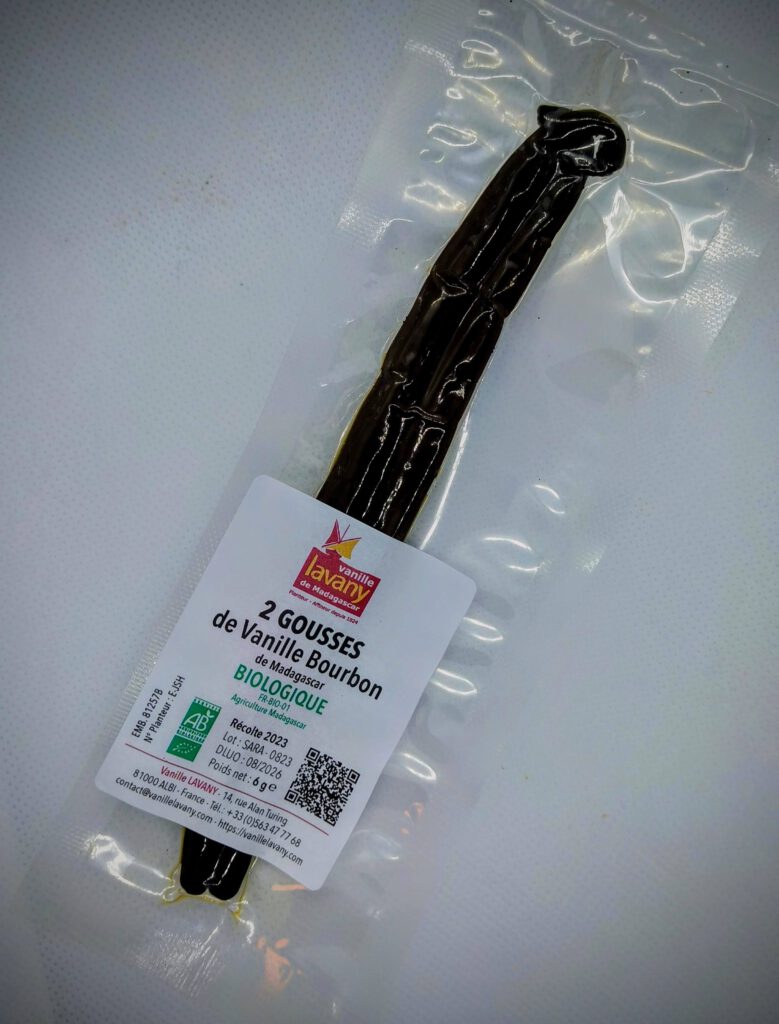 vanille
lavany
de Madagascar
Planteur - Affineur depuis 1924
2 GOUSSES
de Vanille Bourbon
de Madagascar
BIOLOGIQUE
FR-BIO-01
Agriculture Madagascar
EMB. 81257B
N° Planteur : E-JSH
AB
Récolte 2023
Lot : SARA - 0823
DLUO : 08/2026
Poids net : 6 g ℮
Vanille LAVANY - 14, rue Alan Turing
81000 ALBI - France - Tél. : +33 (0)563 47 77 68
contact@vanillelavany.com - https://vanillelavany.com